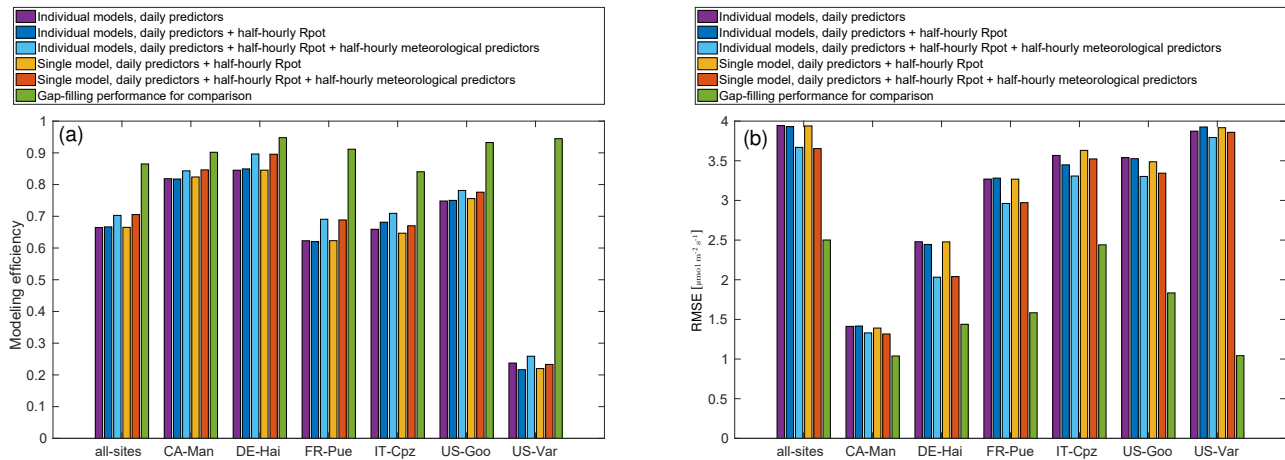 Individual models, daily predictors
Individual models, daily predictors + half-hourly Rpot
Individual models, daily predictors + half-hourly Rpot + half-hourly meteorological predictors
Single model, daily predictors + half-hourly Rpot
Single model, daily predictors + half-hourly Rpot + half-hourly meteorological predictors
Gap-filling performance for comparison
(a)
Modeling efficiency
1
0.9
0.8
0.7
0.6
0.5
0.4
0.3
0.2
0.1
0
all-sites CA-Man DE-Hai FR-Pue IT-Cpz US-Goo US-Var
Individual models, daily predictors
Individual models, daily predictors + half-hourly Rpot
Individual models, daily predictors + half-hourly Rpot + half-hourly meteorological predictors
Single model, daily predictors + half-hourly Rpot
Single model, daily predictors + half-hourly Rpot + half-hourly meteorological predictors
Gap-filling performance for comparison
(b)
RMSE [μmol m⁻² s⁻¹]
4
3.5
3
2.5
2
1.5
1
0.5
0
all-sites CA-Man DE-Hai FR-Pue IT-Cpz US-Goo US-Var